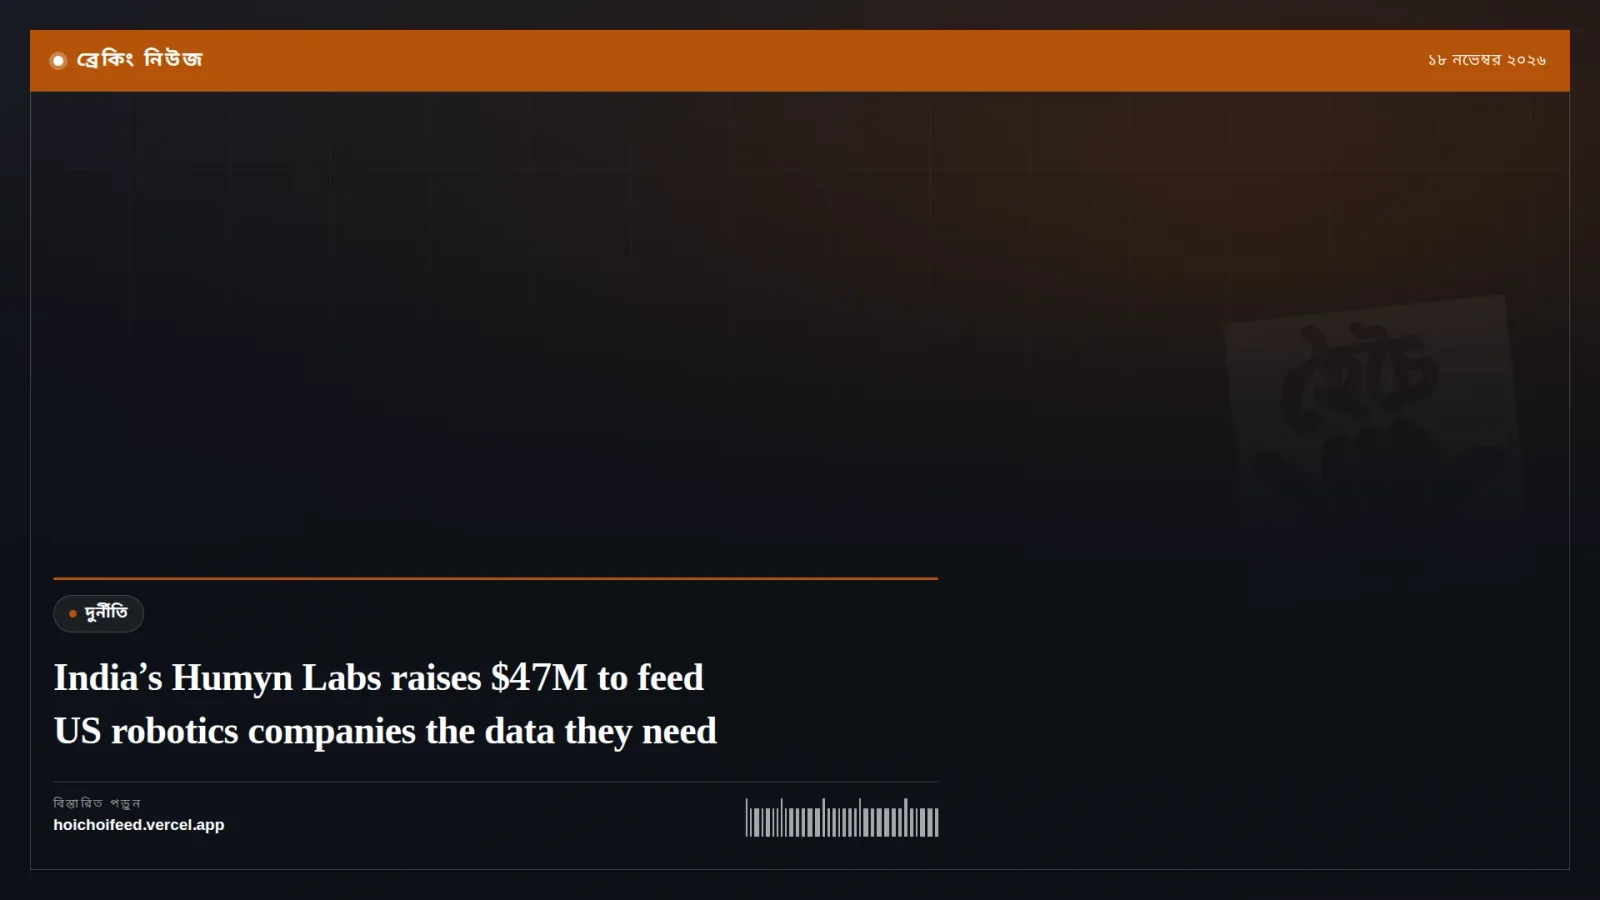 ব্রেকিং নিউজ
১৮ নভেম্বর ২০২৬
হৈচৈ
দুর্নীতি
India’s Humyn Labs raises $47M to feed
US robotics companies the data they need
বিস্তারিত পড়ুন
hoichoifeed.vercel.app